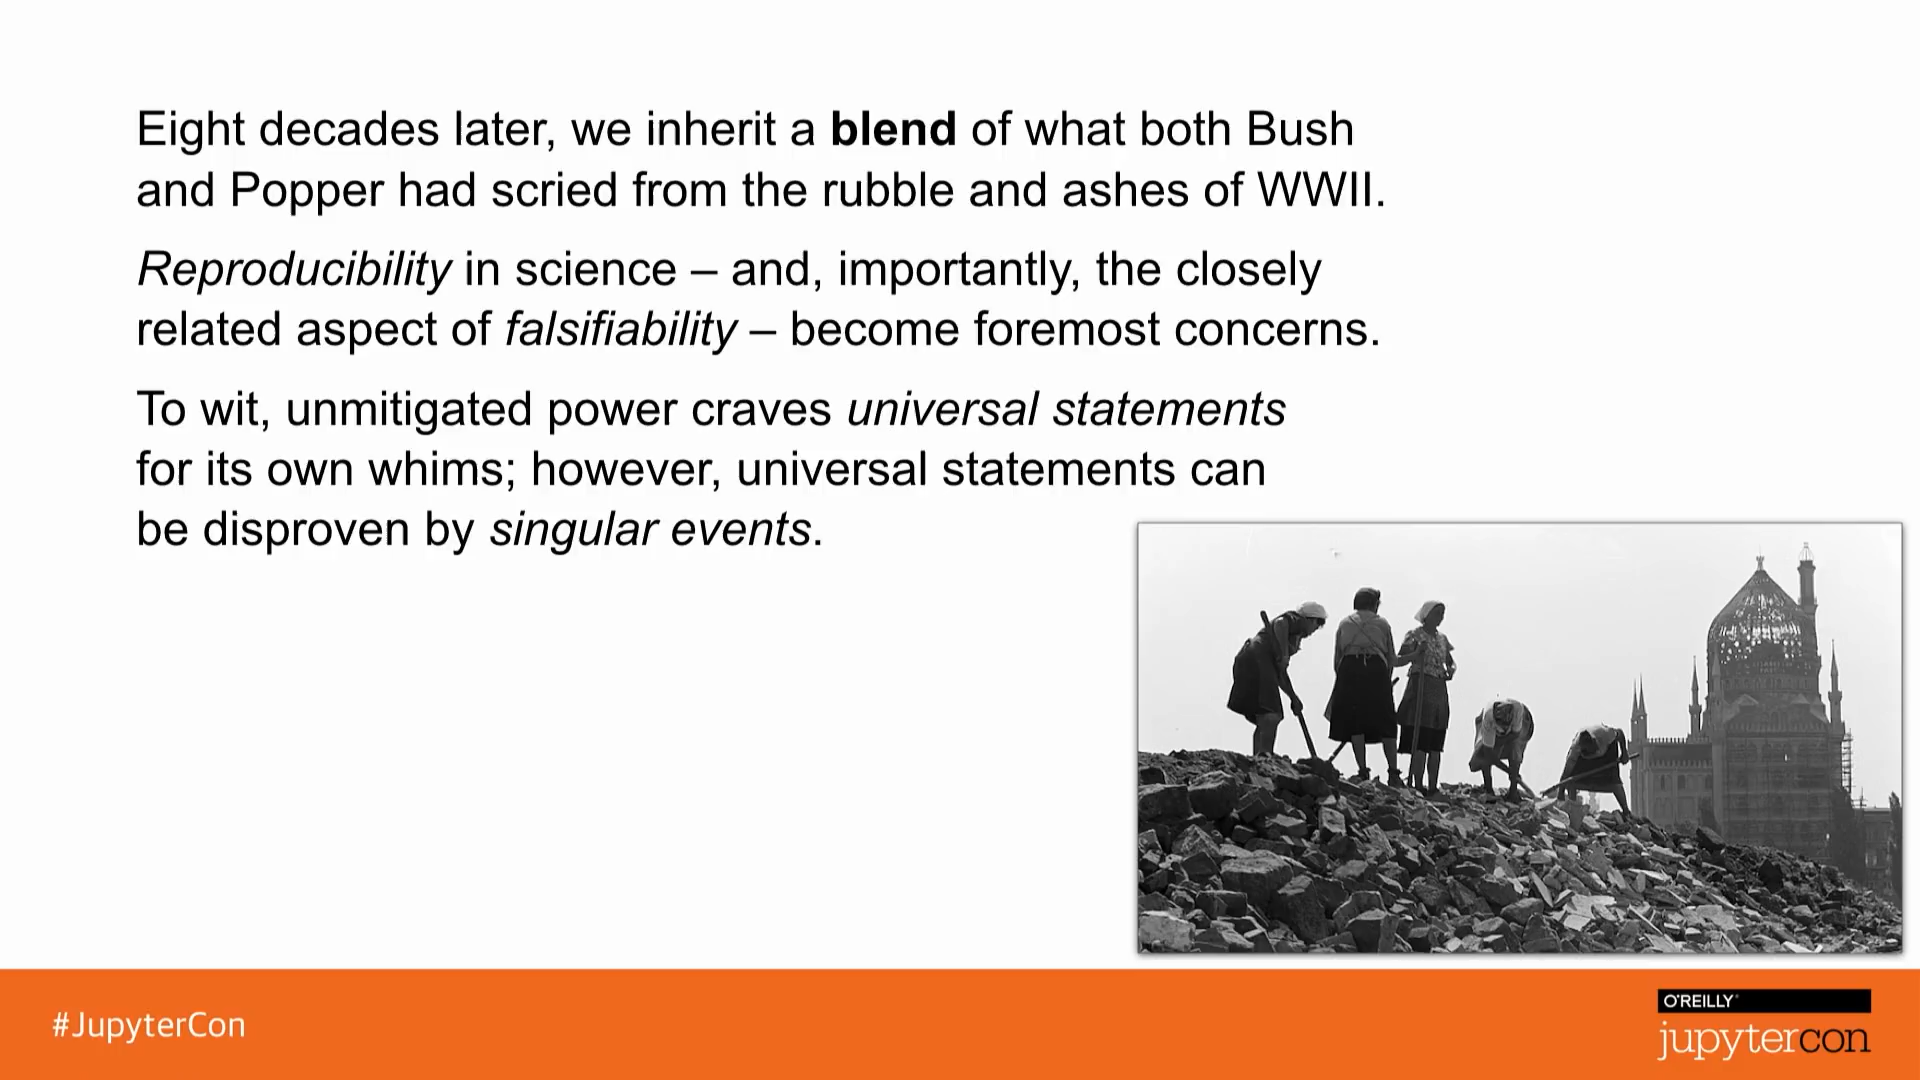 Eight decades later, we inherit a blend of what both Bush
and Popper had scried from the rubble and ashes of WWII.
Reproducibility in science – and, importantly, the closely
related aspect of falsifiability – become foremost concerns.
To wit, unmitigated power craves universal statements
for its own whims; however, universal statements can
be disproven by singular events.
#JupyterCon
O'REILLY®
jupytercon